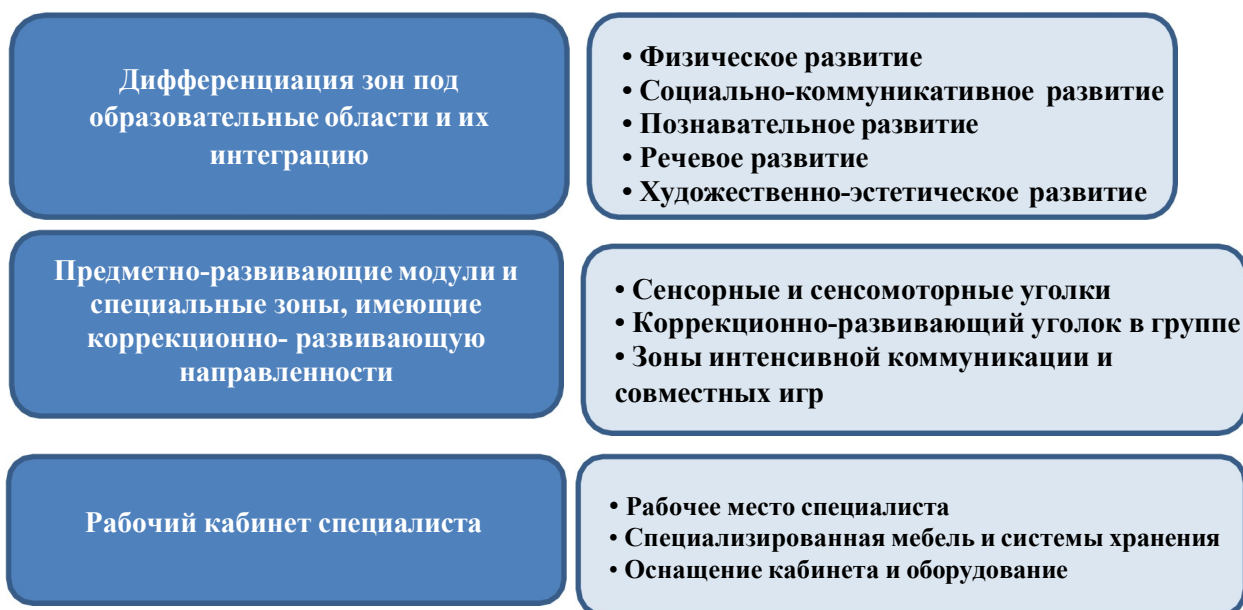 Дифференциация зон под
образовательные области и их
интеграцию
• Физическое развитие
• Социально-коммуникативное развитие
• Познавательное развитие
• Речевое развитие
• Художественно-эстетическое развитие
Предметно-развивающие модули и
специальные зоны, имеющие
коррекционно- развивающую
направленности
• Сенсорные и сенсомоторные уголки
• Коррекционно-развивающий уголок в группе
• Зоны интенсивной коммуникации и
совместных игр
Рабочий кабинет специалиста
• Рабочее место специалиста
• Специализированная мебель и системы хранения
• Оснащение кабинета и оборудование